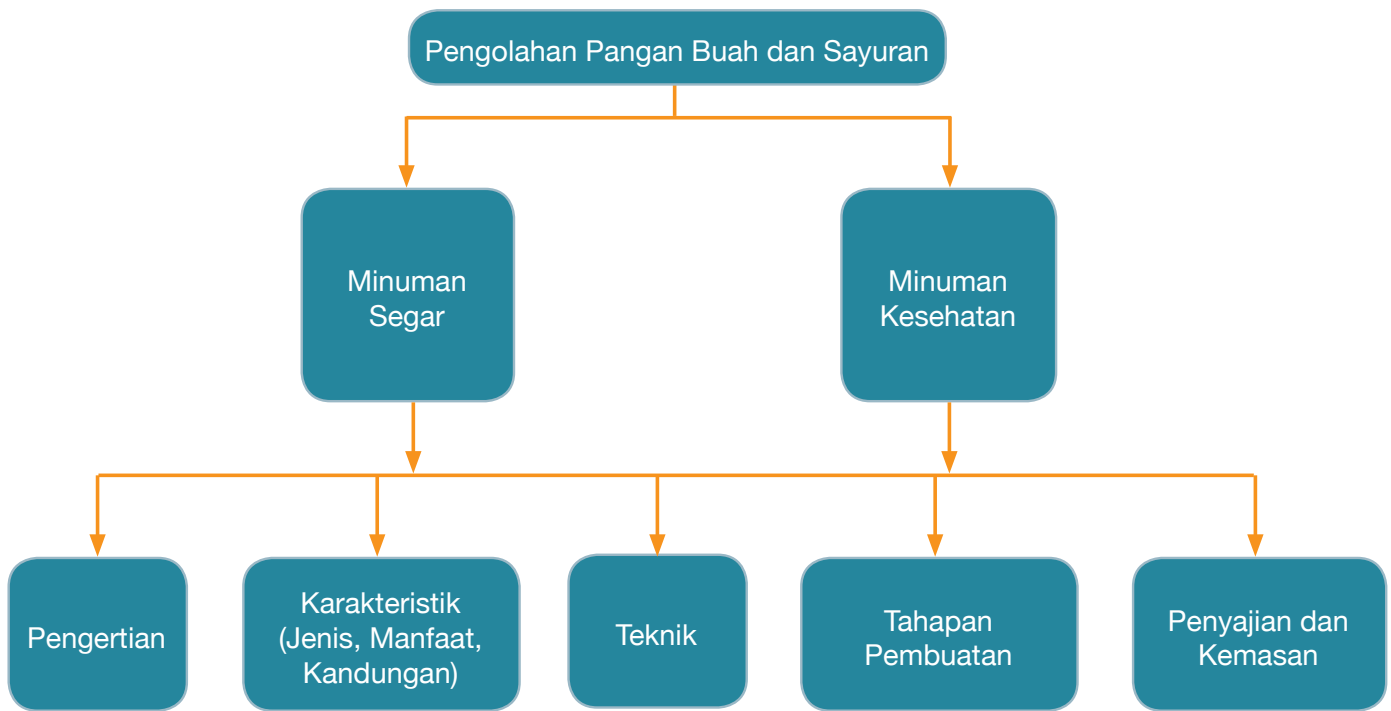 Pengolahan Pangan Buah dan Sayuran
Minuman
Segar
Minuman
Kesehatan
Pengertian
Karakteristik
(Jenis, Manfaat,
Kandungan)
Teknik
Tahapan
Pembuatan
Penyajian dan
Kemasan